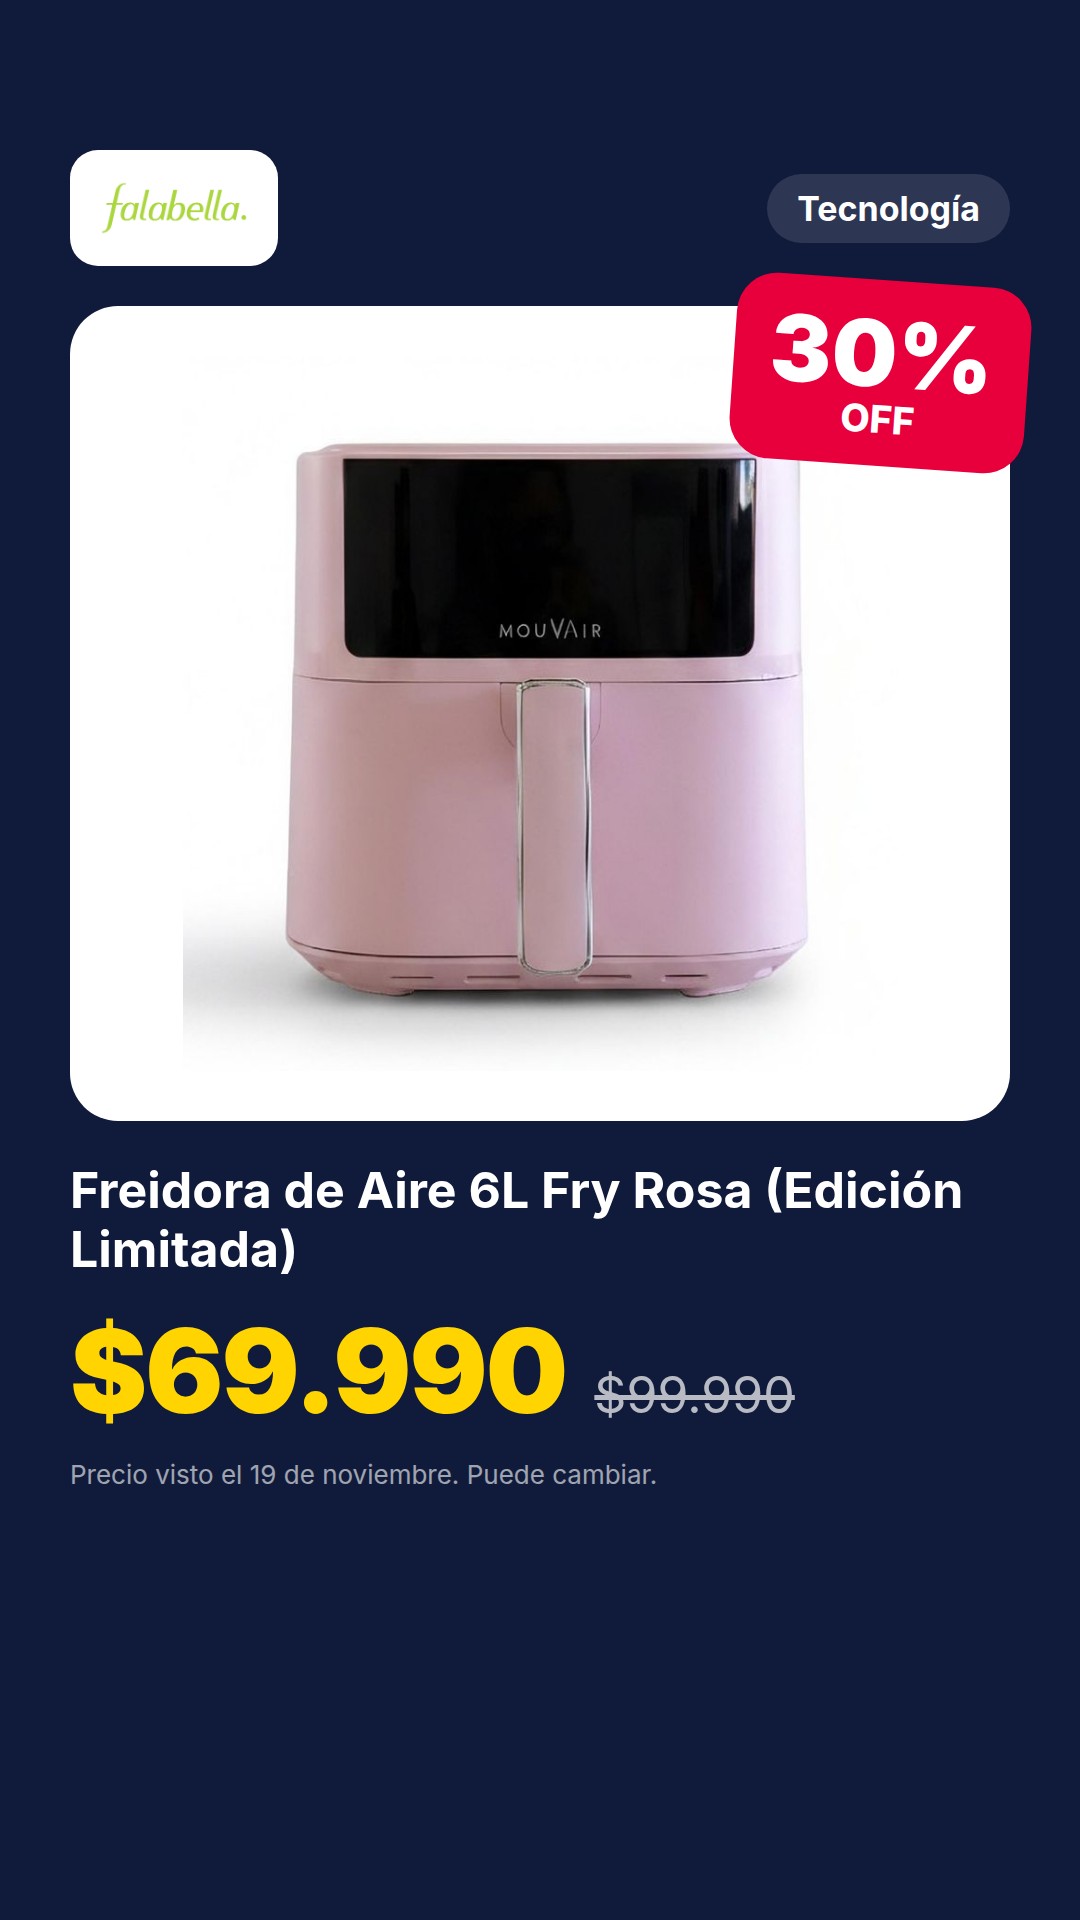 falabella.
Tecnología
30%
OFF
MOUVAIR
Freidora de Aire 6L Fry Rosa (Edición
Limitada)
$69.990 $99.990
Precio visto el 19 de noviembre. Puede cambiar.